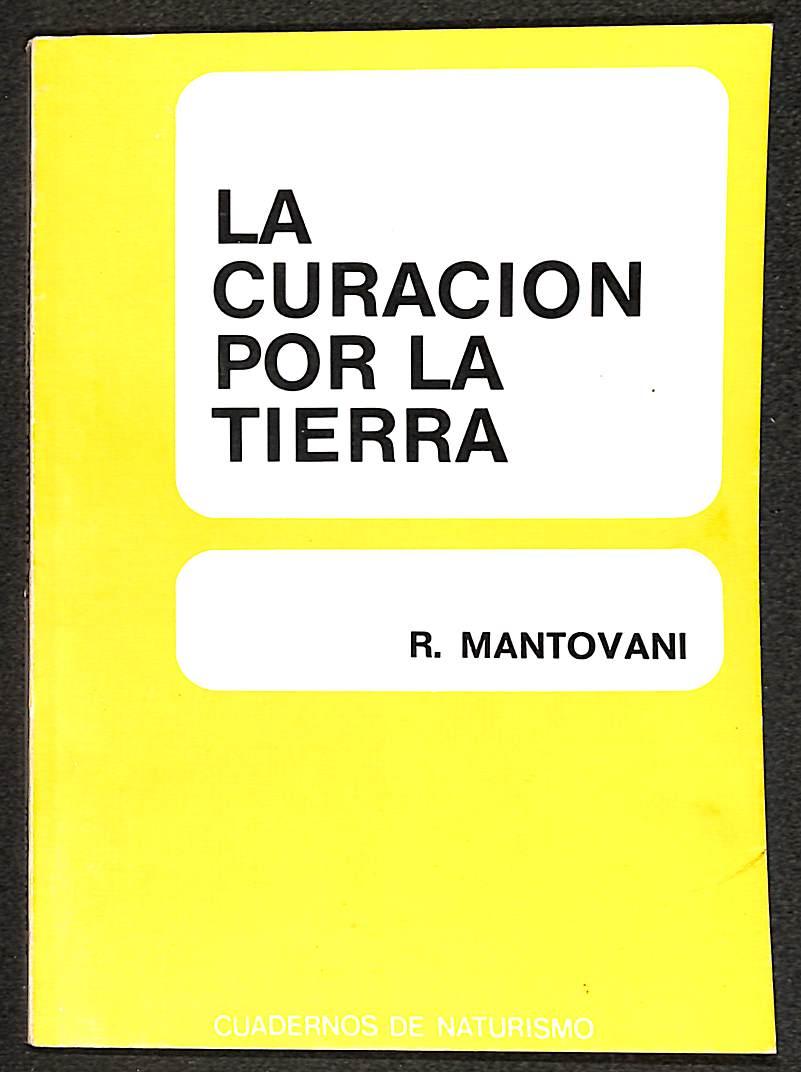 LA
CURACION
POR LA
TIERRA
R. MANTOVANI
CUADERNOS DE NATURISMO